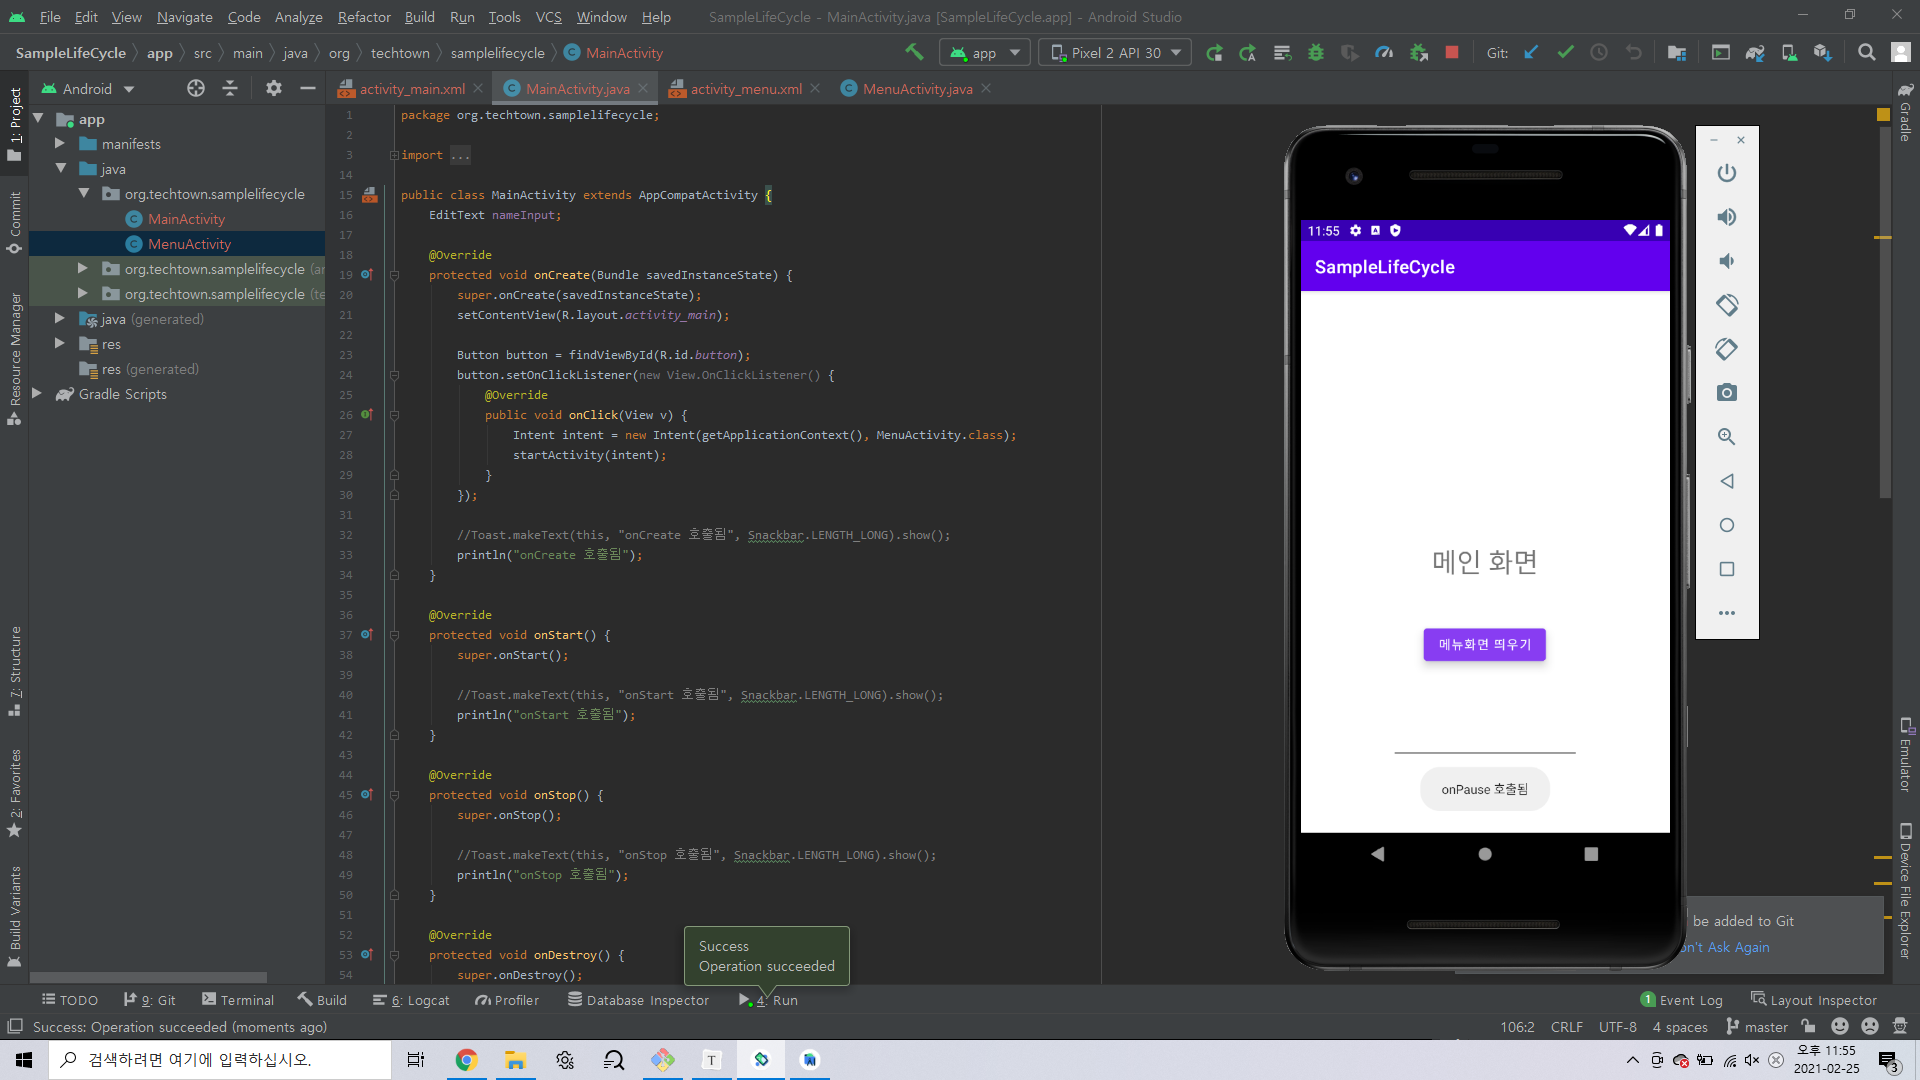 File Edit View Navigate Code Analyze Refactor Build Run Tools VCS Window Help SampleLifeCycle - MainActivity.java [SampleLifeCycle.app] - Android Studio
SampleLifeCycle app src main java org techtown samplelifecycle MainActivity app Pixel 2 API 30 Git:
Android activity_main.xml MainActivity.java activity_menu.xml MenuActivity.java
1: Project
Commit
Resource Manager
7: Structure
2: Favorites
Build Variants
app
manifests
java
org.techtown.samplelifecycle
MainActivity
MenuActivity
org.techtown.samplelifecycle (ar
org.techtown.samplelifecycle (te
java (generated)
res
res (generated)
Gradle Scripts
1 package org.techtown.samplelifecycle;
2
3 import ...
14
15 public class MainActivity extends AppCompatActivity {
16 EditText nameInput;
17
18 @Override
19 protected void onCreate(Bundle savedInstanceState) {
20 super.onCreate(savedInstanceState);
21 setContentView(R.layout.activity_main);
22
23 Button button = findViewById(R.id.button);
24 button.setOnClickListener(new View.OnClickListener() {
25 @Override
26 public void onClick(View v) {
27 Intent intent = new Intent(getApplicationContext(), MenuActivity.class);
28 startActivity(intent);
29 }
30 });
31
32 //Toast.makeText(this, "onCreate 호출됨", Snackbar.LENGTH_LONG).show();
33 println("onCreate 호출됨");
34 }
35
36 @Override
37 protected void onStart() {
38 super.onStart();
39
40 //Toast.makeText(this, "onStart 호출됨", Snackbar.LENGTH_LONG).show();
41 println("onStart 호출됨");
42 }
43
44 @Override
45 protected void onStop() {
46 super.onStop();
47
48 //Toast.makeText(this, "onStop 호출됨", Snackbar.LENGTH_LONG).show();
49 println("onStop 호출됨");
50 }
51
52 @Override
53 protected void onDestroy() {
54 super.onDestroy();
11:55
SampleLifeCycle
메인 화면
메뉴화면 띄우기
onPause 호출됨
Gradle
Emulator
Device File Explorer
be added to Git
on't Ask Again
Success
Operation succeeded
TODO 9: Git Terminal Build 6: Logcat Profiler Database Inspector 4: Run 1 Event Log Layout Inspector
Success: Operation succeeded (moments ago) 106:2 CRLF UTF-8 4 spaces master
검색하려면 여기에 입력하십시오. T 오후 11:55
2021-02-25 3